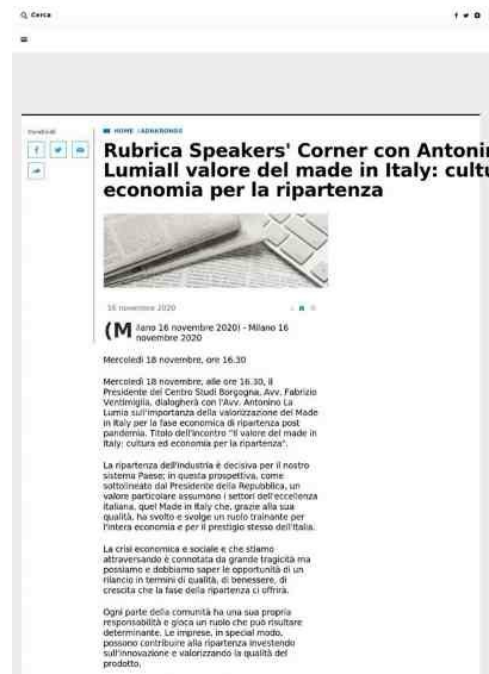 Cerca
Condividi
HOME / ADNKRONOS
Rubrica Speakers' Corner con Antonin
LumiaIl valore del made in Italy: cultu
economia per la ripartenza
16 novembre 2020
(Milano 16 novembre 2020) - Milano 16
novembre 2020
Mercoledì 18 novembre, ore 16.30
Mercoledì 18 novembre, alle ore 16.30, il
Presidente del Centro Studi Borgogna, Avv. Fabrizio
Ventimiglia, dialogherà con l'Avv. Antonino La
Lumia sull'importanza della valorizzazione del Made
in Italy per la fase economica di ripartenza post
pandemia. Titolo dell'incontro "Il valore del made in
Italy: cultura ed economia per la ripartenza".
La ripartenza dell'industria è decisiva per il nostro
sistema Paese; in questa prospettiva, come
sottolineato dal Presidente della Repubblica, un
valore particolare assumono i settori dell'eccellenza
italiana, quel Made in Italy che, grazie alla sua
qualità, ha svolto e svolge un ruolo trainante per
l'intera economia e per il prestigio stesso dell'Italia.
La crisi economica e sociale e che stiamo
attraversando è connotata da grande tragicità ma
possiamo e dobbiamo saper le opportunità di un
rilancio in termini di qualità, di benessere, di
crescita che la fase della ripartenza ci offrirà.
Ogni parte della comunità ha una sua propria
responsabilità e gioca un ruolo che può risultare
determinante. Le imprese, in special modo,
possono contribuire alla ripartenza investendo
sull'innovazione e valorizzando la qualità del
prodotto,